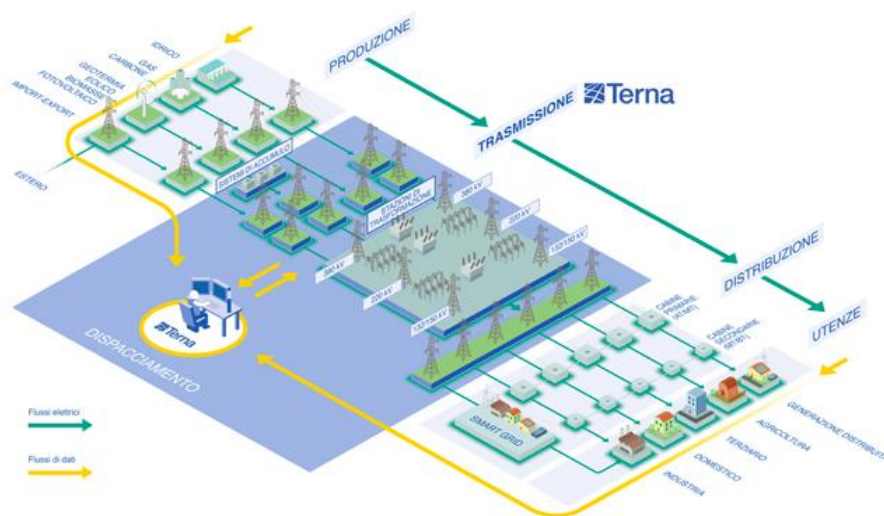 PRODUZIONE
TRASMISSIONE
Terna
DISTRIBUZIONE
UTENZE
IDRICO
GAS
CARBONE
EOLICO
GEOTERMIA
BIOMASSE
FOTOVOLTAICO
IMPORT EXPORT
ESTERO
SISTEMI DI ACCUMULO
STAZIONI DI
TRASFORMAZIONE
380 KV
220 KV
132/150 KV
380 KV
220 KV
132/150 KV
CABINE
PRIMARIE
(AT/MT)
CABINE
SECONDARIE
(MT-BT)
Terna
DISPACCIAMENTO
SMART GRID
GENERAZIONE DISTRIBUIT
AGRICOLTURA
TERZIARIO
DOMESTICO
INDUSTRIA
Flussi elettrici
Flussi di dati